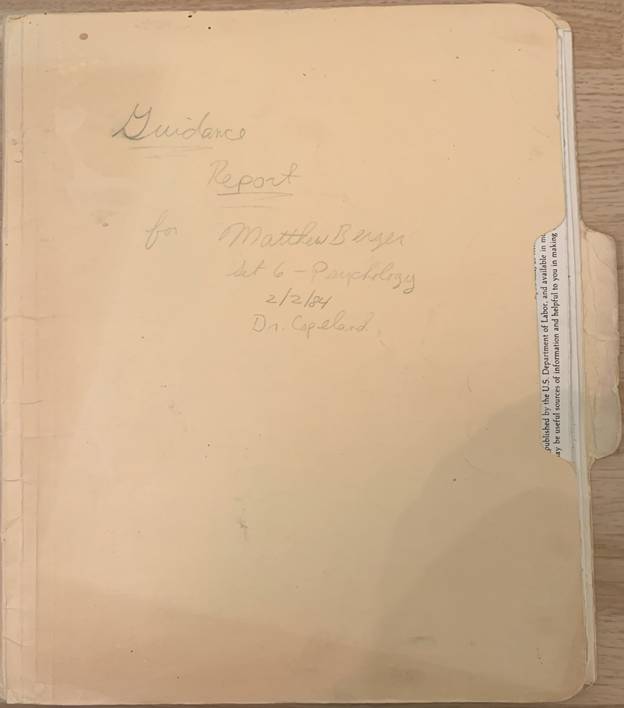 Guidance
Report
for Matthew Berger
Set 6 - Psychology
2/2/84
Dr. Copeland
published by the U.S. Department of Labor, and available in
ay be useful sources of information and helpful to you in making